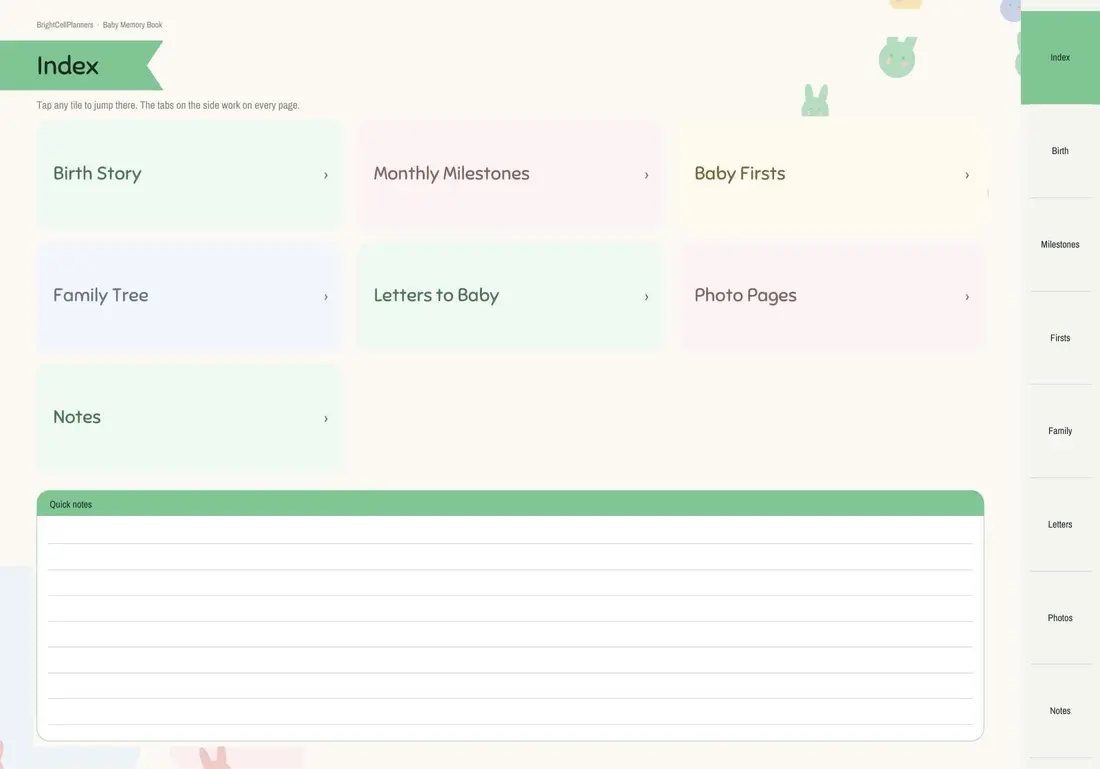 BrightCellPlanners · Baby Memory Book
Index
Tap any tile to jump there. The tabs on the side work on every page.
Birth Story ›
Monthly Milestones ›
Baby Firsts ›
Family Tree ›
Letters to Baby ›
Photo Pages ›
Notes ›
Quick notes
Index
Birth
Milestones
Firsts
Family
Letters
Photos
Notes